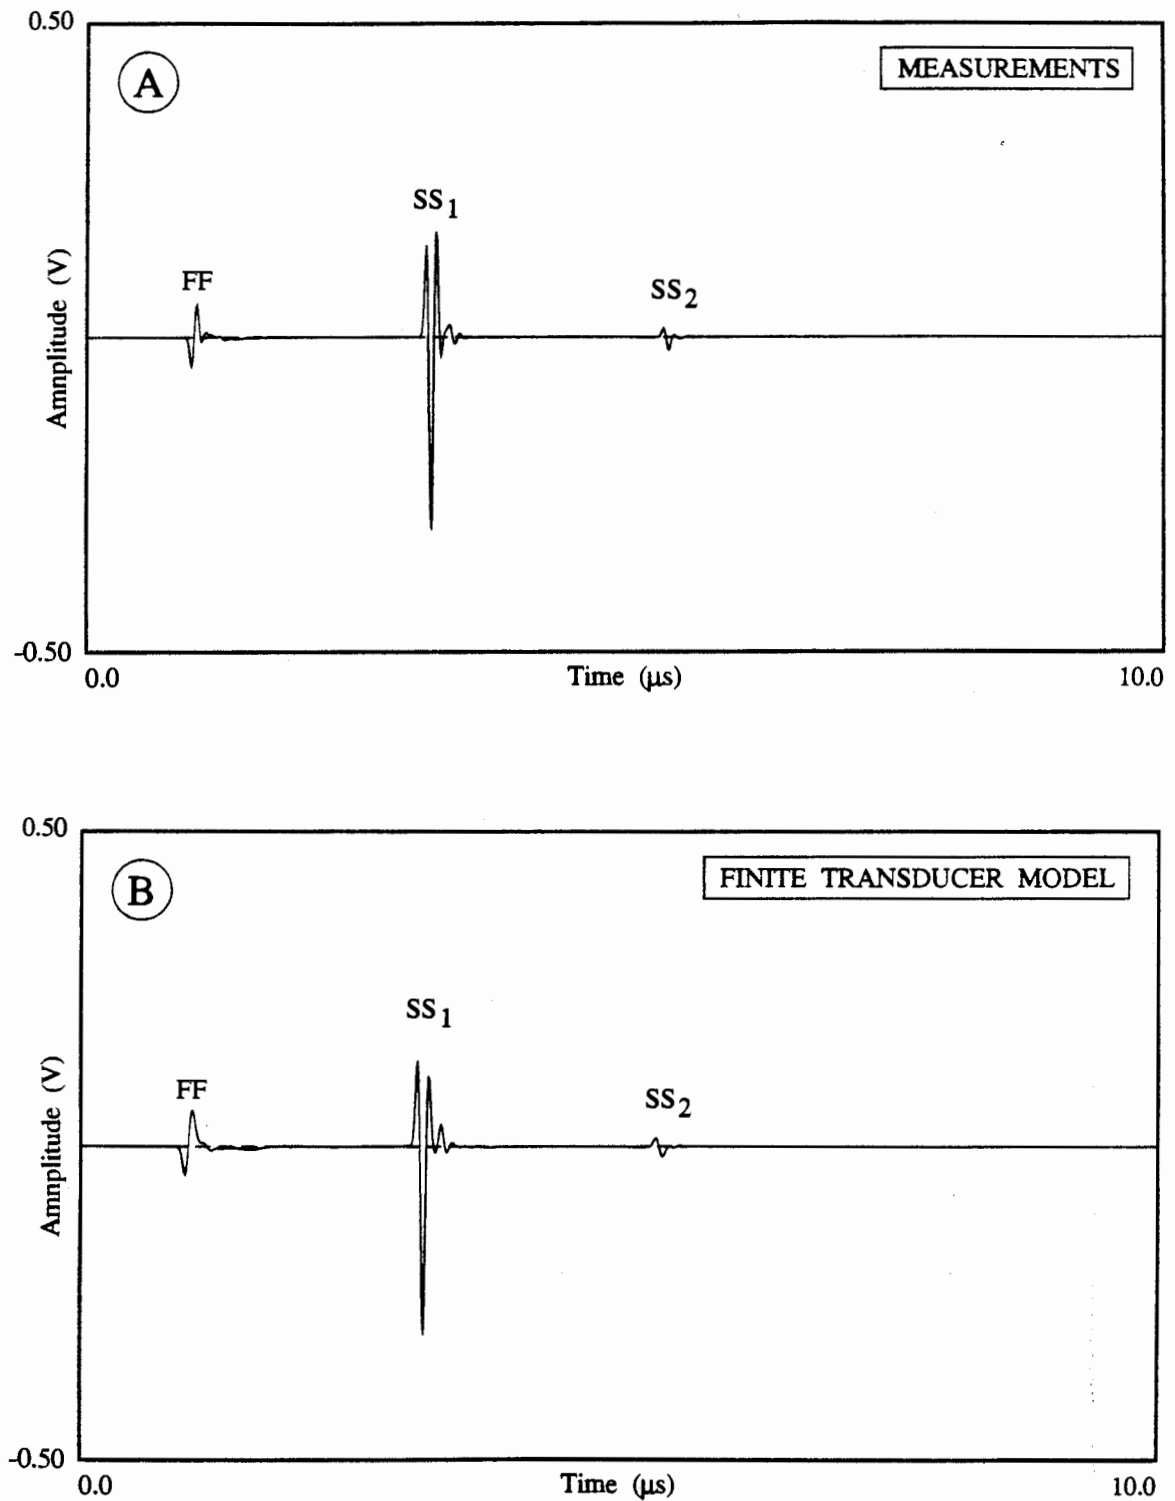 0.50
A
MEASUREMENTS
SS1
FF
SS2
Amnplitude (V)
-0.50
0.0
Time (μs)
10.0
0.50
B
FINITE TRANSDUCER MODEL
SS1
FF
SS2
Amnplitude (V)
-0.50
0.0
Time (μs)
10.0